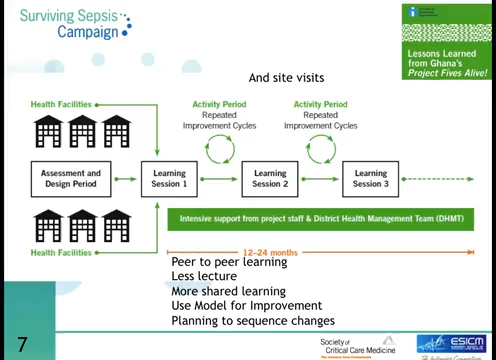 Surviving Sepsis
Campaign
Lessons Learned
from Ghana's
Project Fives Alive!
And site visits
Health Facilities
Activity Period
Repeated
Improvement Cycles
Activity Period
Repeated
Improvement Cycles
Assessment and
Design Period
Learning
Session 1
Learning
Session 2
Learning
Session 3
Intensive support from project staff & District Health Management Team (DHMT)
Health Facilities
12–24 months
Peer to peer learning
Less lecture
More shared learning
Use Model for Improvement
Planning to sequence changes
7
Society of
Critical Care Medicine
ESICM